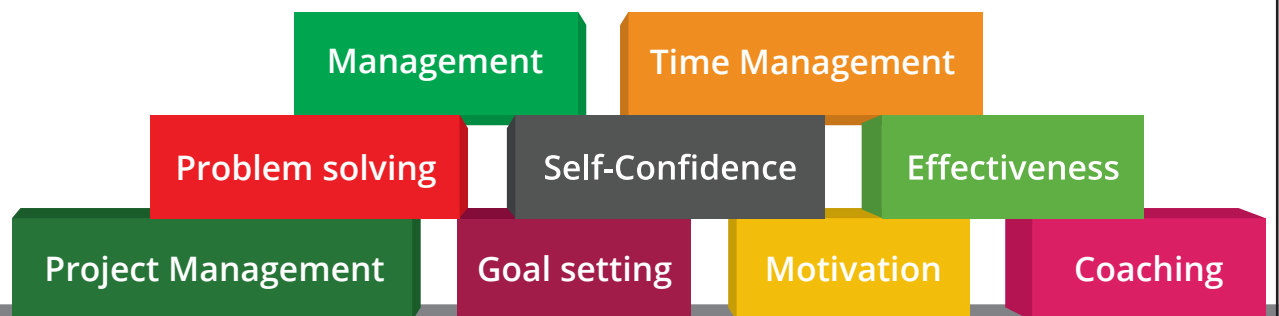 Management
Time Management
Problem solving
Self-Confidence
Effectiveness
Project Management
Goal setting
Motivation
Coaching